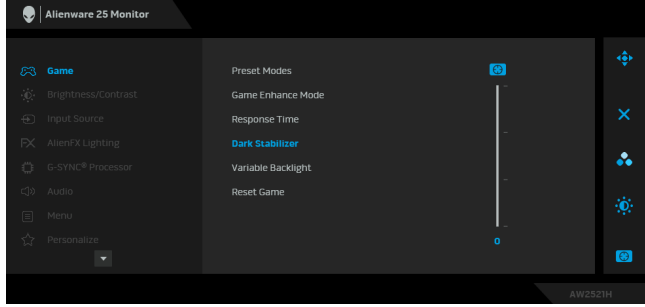 Alienware 25 Monitor
Game
Brightness/Contrast
Input Source
FX AlienFX Lighting
G-SYNC® Processor
Audio
Menu
Personalize
Preset Modes
Game Enhance Mode
Response Time
Dark Stabilizer
Variable Backlight
Reset Game
0
AW2521H